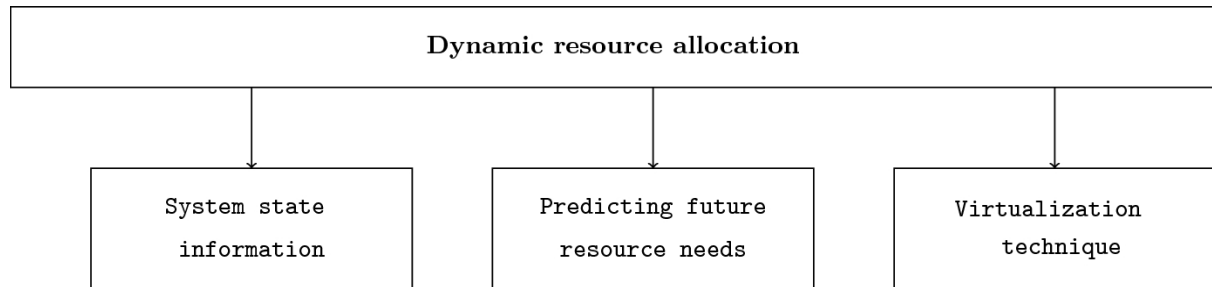 Dynamic resource allocation
System state
information
Predicting future
resource needs
Virtualization
technique